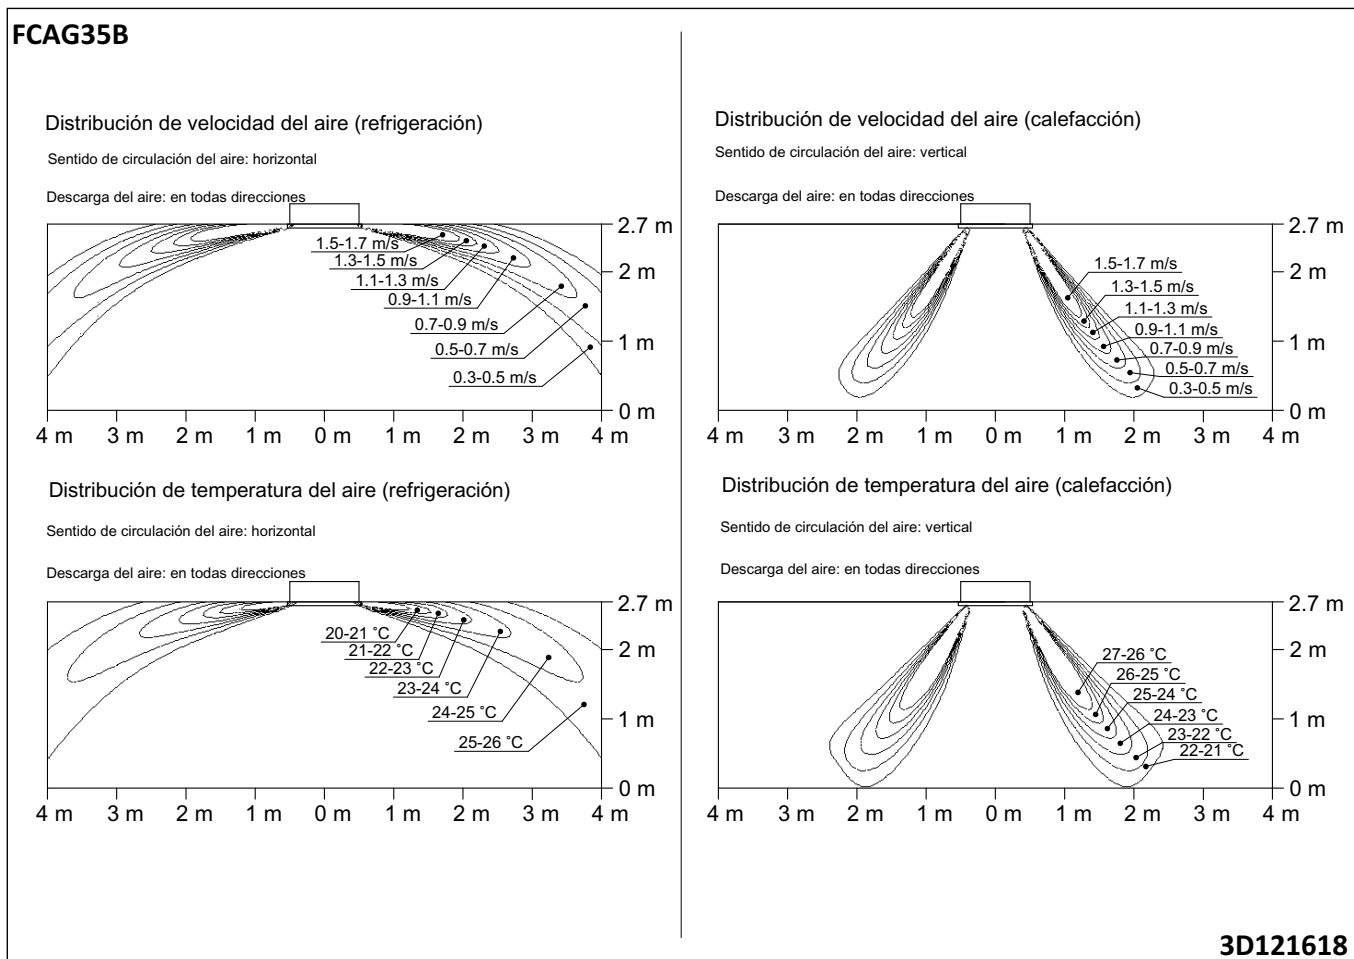 FCAG35B
Distribución de velocidad del aire (refrigeración)
Sentido de circulación del aire: horizontal
Descarga del aire: en todas direcciones
2.7 m
1.5-1.7 m/s
1.3-1.5 m/s
2 m
1.1-1.3 m/s
0.9-1.1 m/s
0.7-0.9 m/s
1 m
0.5-0.7 m/s
0.3-0.5 m/s
0 m
4 m 3 m 2 m 1 m 0 m 1 m 2 m 3 m 4 m
Distribución de temperatura del aire (refrigeración)
Sentido de circulación del aire: horizontal
Descarga del aire: en todas direcciones
2.7 m
20-21 ˚C
21-22 ˚C
2 m
22-23 ˚C
23-24 ˚C
24-25 ˚C
1 m
25-26 ˚C
0 m
4 m 3 m 2 m 1 m 0 m 1 m 2 m 3 m 4 m
Distribución de velocidad del aire (calefacción)
Sentido de circulación del aire: vertical
Descarga del aire: en todas direcciones
2.7 m
1.5-1.7 m/s
2 m
1.3-1.5 m/s
1.1-1.3 m/s
0.9-1.1 m/s
1 m
0.7-0.9 m/s
0.5-0.7 m/s
0.3-0.5 m/s
0 m
4 m 3 m 2 m 1 m 0 m 1 m 2 m 3 m 4 m
Distribución de temperatura del aire (calefacción)
Sentido de circulación del aire: vertical
Descarga del aire: en todas direcciones
2.7 m
27-26 ˚C
2 m
26-25 ˚C
25-24 ˚C
24-23 ˚C
1 m
23-22 ˚C
22-21 ˚C
0 m
4 m 3 m 2 m 1 m 0 m 1 m 2 m 3 m 4 m
3D121618